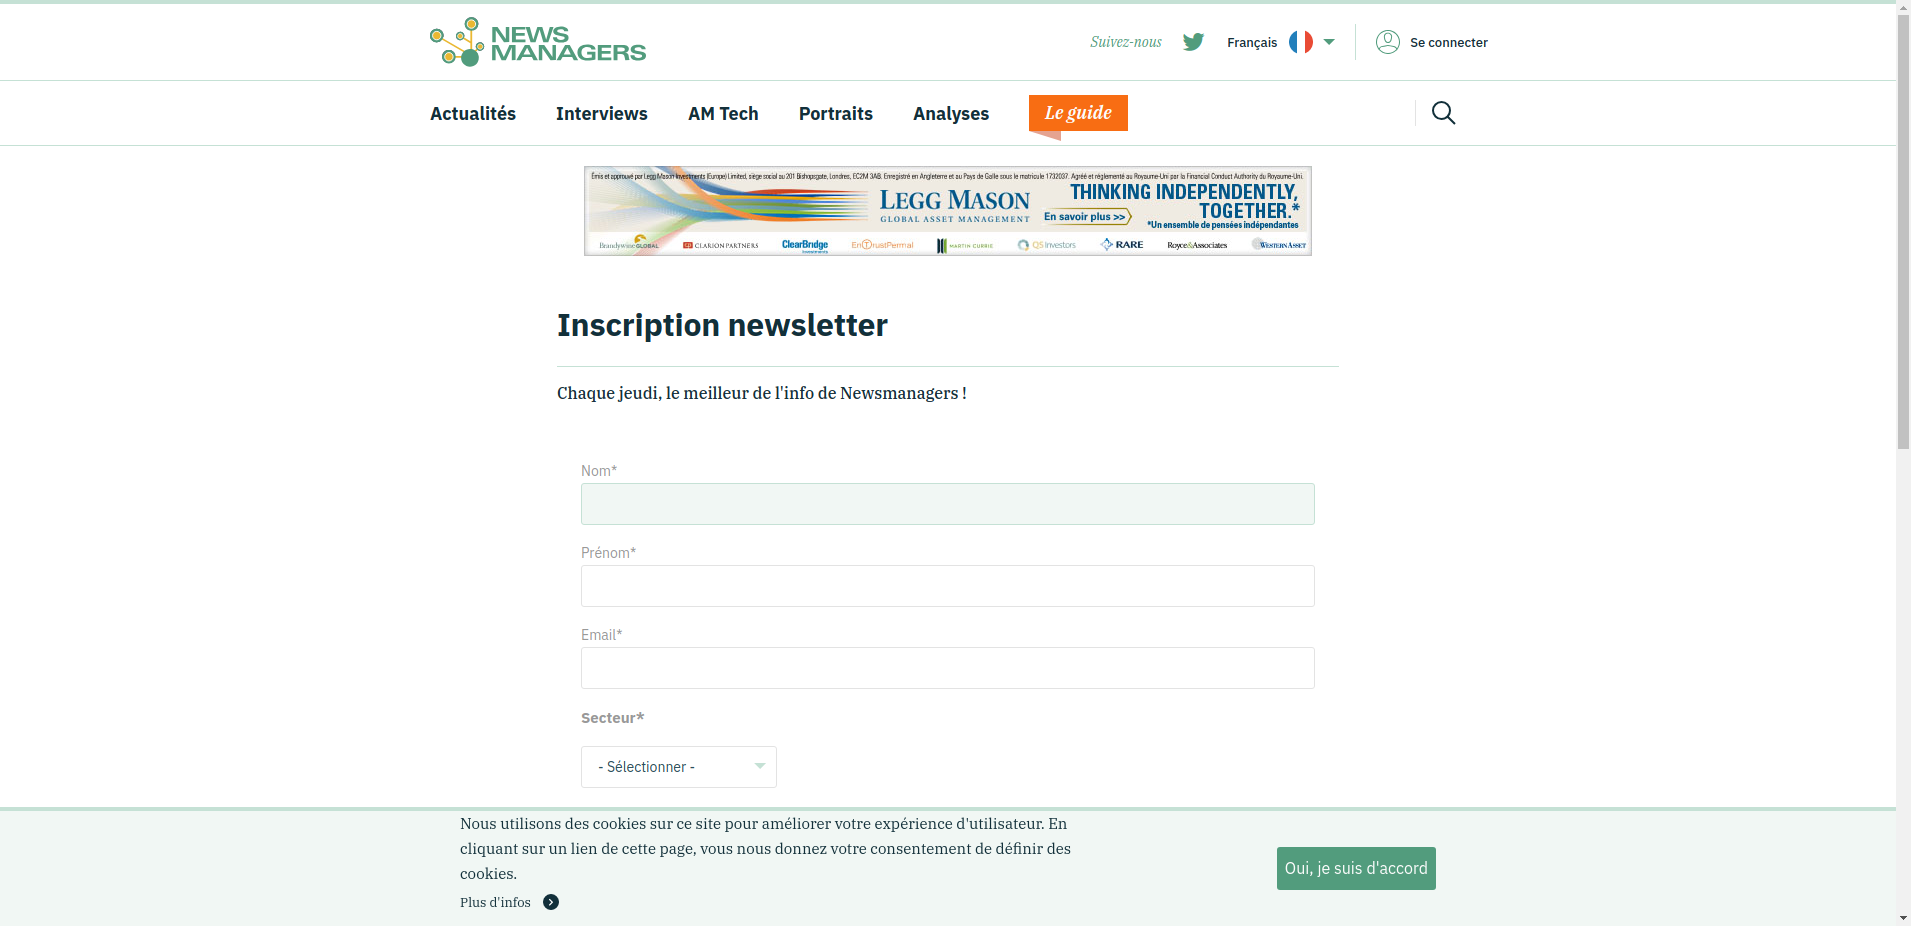 NEWS
MANAGERS
Suivez-nous
Français
Se connecter
Actualités
Interviews
AM Tech
Portraits
Analyses
Le guide
Émis et approuvé par Legg Mason Investments (Europe) Limited, siège social au 201 Bishopsgate, Londres, EC2M 3AB. Enregistré en Angleterre et au Pays de Galle sous le matricule 1732037. Agréé et réglementé au Royaume-Uni par la Financial Conduct Authority du Royaume-Uni.
LEGG MASON
GLOBAL ASSET MANAGEMENT
En savoir plus >>
THINKING INDEPENDENTLY,
TOGETHER.*
*Un ensemble de pensées indépendantes
BrandywineGLOBAL
CLARION PARTNERS
ClearBridge
Investments
EnTrustPermal
MARTIN CURRIE
QS Investors
RARE
Royce&Associates
WESTERN ASSET
Inscription newsletter
Chaque jeudi, le meilleur de l'info de Newsmanagers !
Nom*
Prénom*
Email*
Secteur*
- Sélectionner -
Nous utilisons des cookies sur ce site pour améliorer votre expérience d'utilisateur. En
cliquant sur un lien de cette page, vous nous donnez votre consentement de définir des
cookies.
Plus d'infos
Oui, je suis d'accord